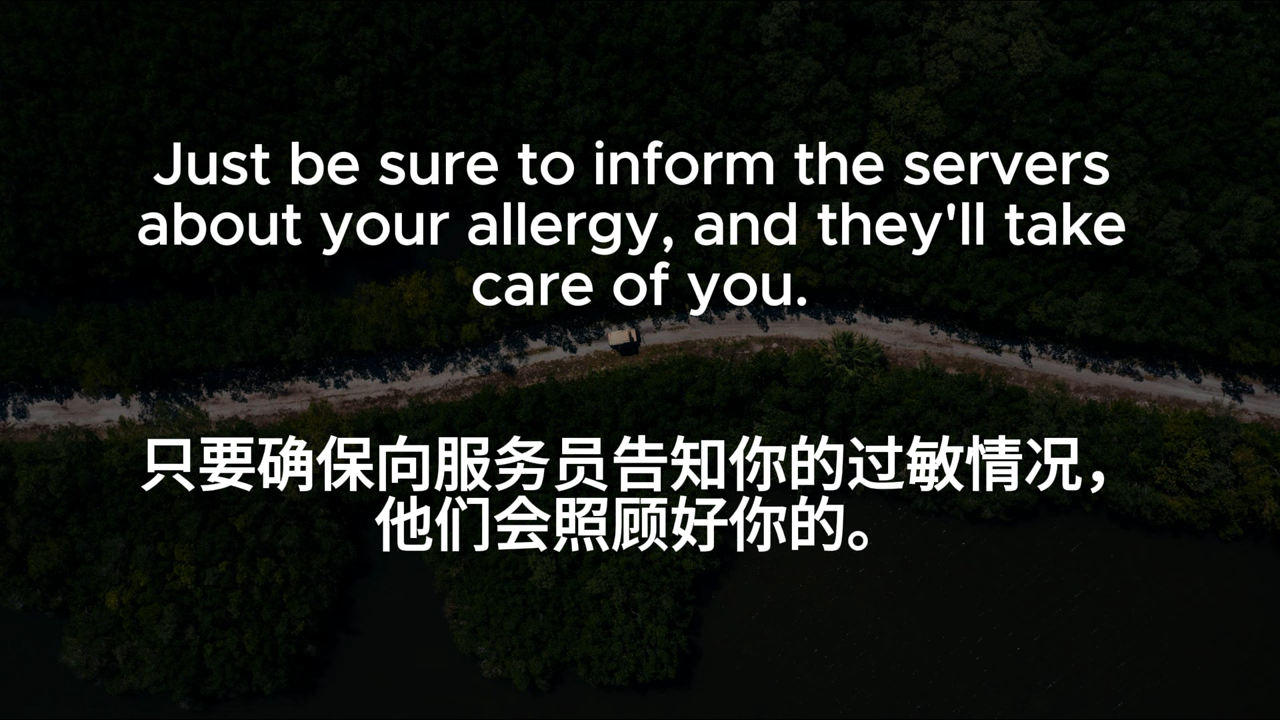 Just be sure to inform the servers
about your allergy, and they'll take
care of you.
只要确保向服务员告知你的过敏情况，
他们会照顾好你的。